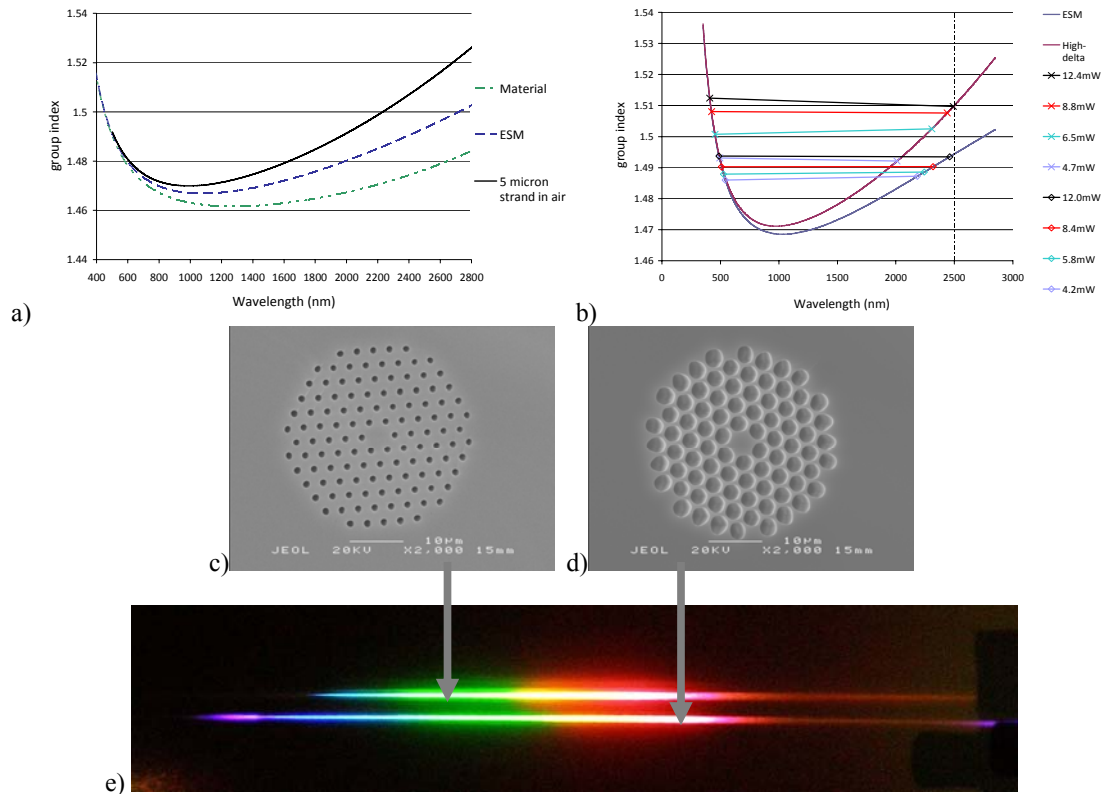 1.54
1.52
1.5
1.48
1.46
1.44
group index
400 600 800 1000 1200 1400 1600 1800 2000 2200 2400 2600 2800
Wavelength (nm)
Material
ESM
5 micron
strand in air
a)
1.54
1.53
1.52
1.51
1.5
1.49
1.48
1.47
1.46
group index
0 500 1000 1500 2000 2500 3000
Wavelength (nm)
ESM
High-
delta
12.4mW
8.8mW
6.5mW
4.7mW
12.0mW
8.4mW
5.8mW
4.2mW
b)
10μm
JEOL 20KV X2,000 15mm
c)
10μm
JEOL 20KV X2,000 15mm
d)
e)